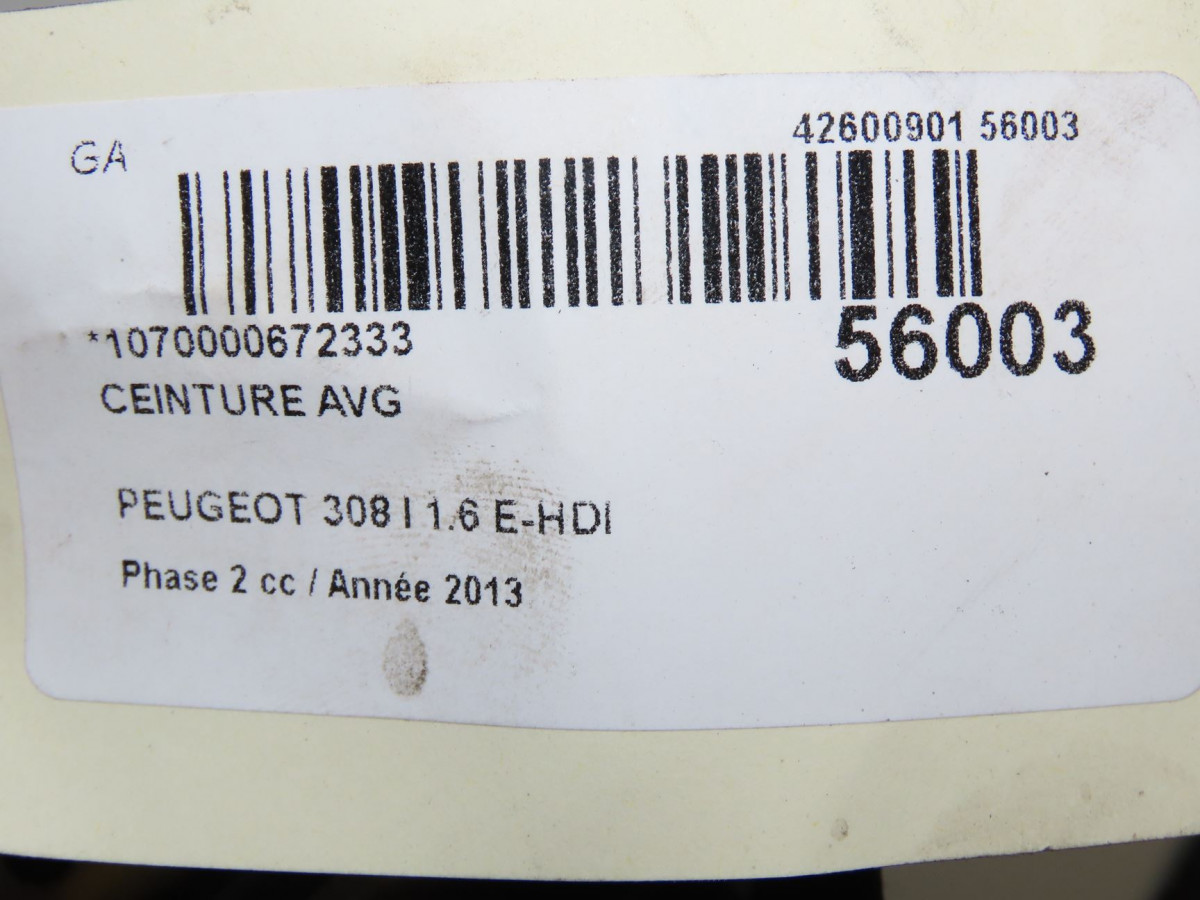 GA
42600901 56003
*1070000672333
56003
CEINTURE AVG
PEUGEOT 308 I 1.6 E-HDI
Phase 2 cc / Année 2013